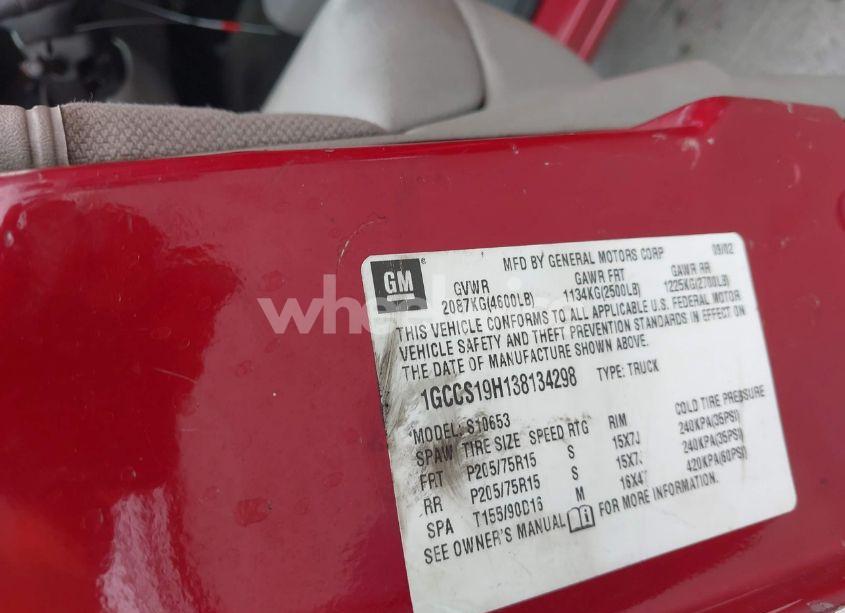 GM
MFD BY GENERAL MOTORS CORP 09/02
GVWR GAWR FRT GAWR RR
2087KG(4600LB) 1134KG(2500LB) 1225KG(2700LB)
THIS VEHICLE CONFORMS TO ALL APPLICABLE U.S. FEDERAL MOTOR
VEHICLE SAFETY AND THEFT PREVENTION STANDARDS IN EFFECT ON
THE DATE OF MANUFACTURE SHOWN ABOVE.
1GCCS19H138134298 TYPE: TRUCK
MODEL: S10653
SPAW TIRE SIZE SPEED RTG RIM COLD TIRE PRESSURE
FRT P205/75R15 S 15X7J 240KPA(35PSI)
RR P205/75R15 S 15X7J 240KPA(35PSI)
SPA T155/90D16 M 16X4T 420KPA(60PSI)
SEE OWNER'S MANUAL FOR MORE INFORMATION.